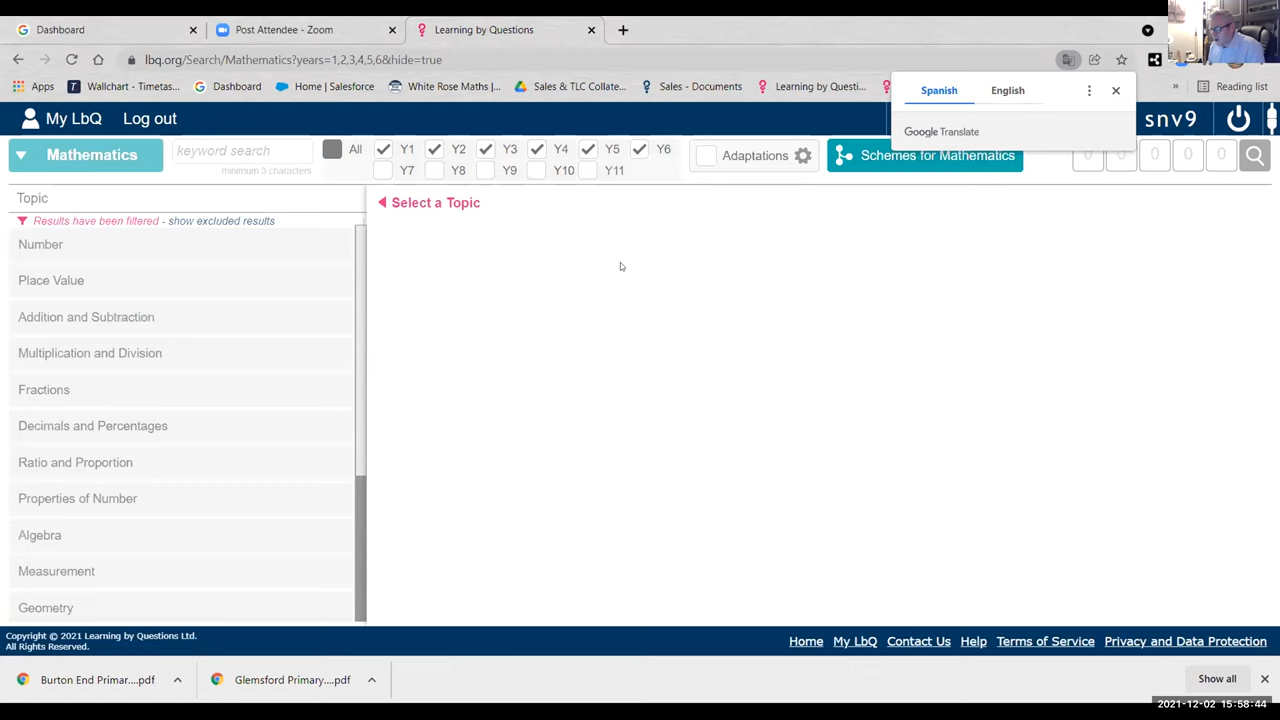 Dashboard
Post Attendee - Zoom
Learning by Questions
lbq.org/Search/Mathematics?years=1,2,3,4,5,6&hide=true
Apps
Wallchart - Timetas...
Dashboard
Home | Salesforce
White Rose Maths |...
Sales & TLC Collate...
Sales - Documents
Learning by Questi...
Reading list
Spanish
English
Google Translate
My LbQ
Log out
snv9
Mathematics
keyword search
minimum 3 characters
All
Y1
Y2
Y3
Y4
Y5
Y6
Y7
Y8
Y9
Y10
Y11
Adaptations
Schemes for Mathematics
0 0 0 0 0
Topic
Results have been filtered - show excluded results
Select a Topic
Number
Place Value
Addition and Subtraction
Multiplication and Division
Fractions
Decimals and Percentages
Ratio and Proportion
Properties of Number
Algebra
Measurement
Geometry
Copyright © 2021 Learning by Questions Ltd.
All Rights Reserved.
Home
My LbQ
Contact Us
Help
Terms of Service
Privacy and Data Protection
Burton End Primar....pdf
Glemsford Primary....pdf
Show all
2021-12-02 15:58:44